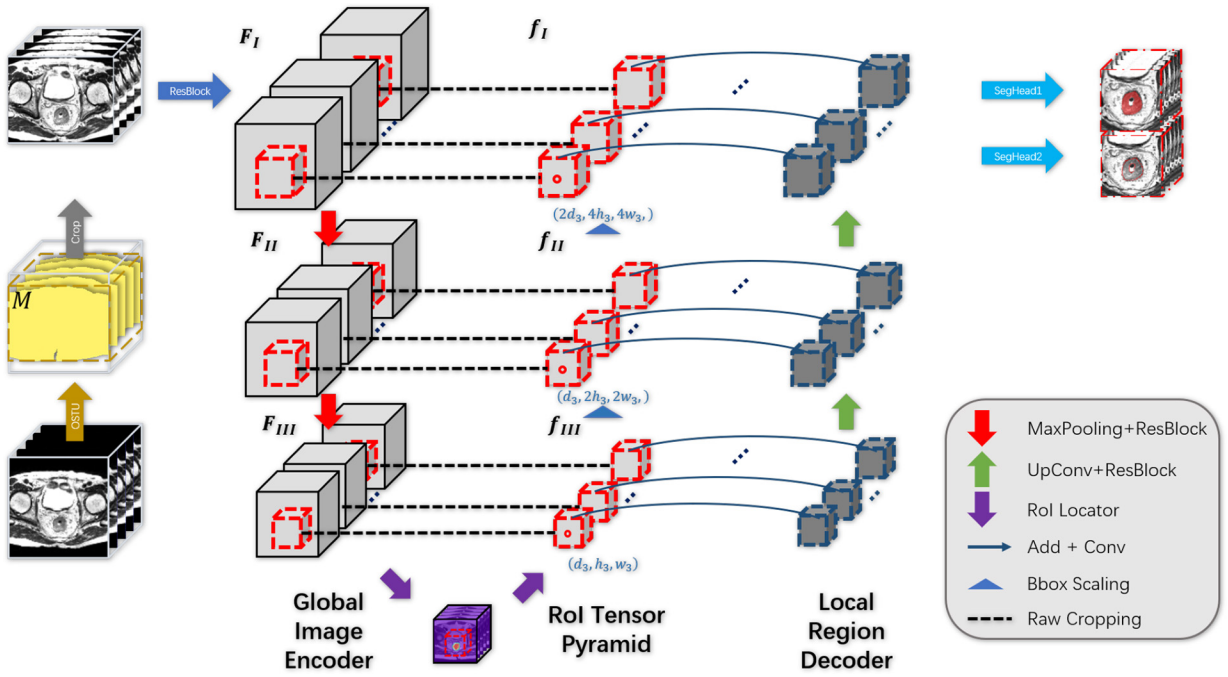 F_I
f_I
ResBlock
SegHead1
SegHead2
(2d_3, 4h_3, 4w_3,)
Crop
F_II
f_II
M
(d_3, 2h_3, 2w_3,)
OSTU
F_III
f_III
(d_3, h_3, w_3)
MaxPooling+ResBlock
UpConv+ResBlock
RoI Locator
Add + Conv
Bbox Scaling
Raw Cropping
Global
Image
Encoder
RoI Tensor
Pyramid
Local
Region
Decoder